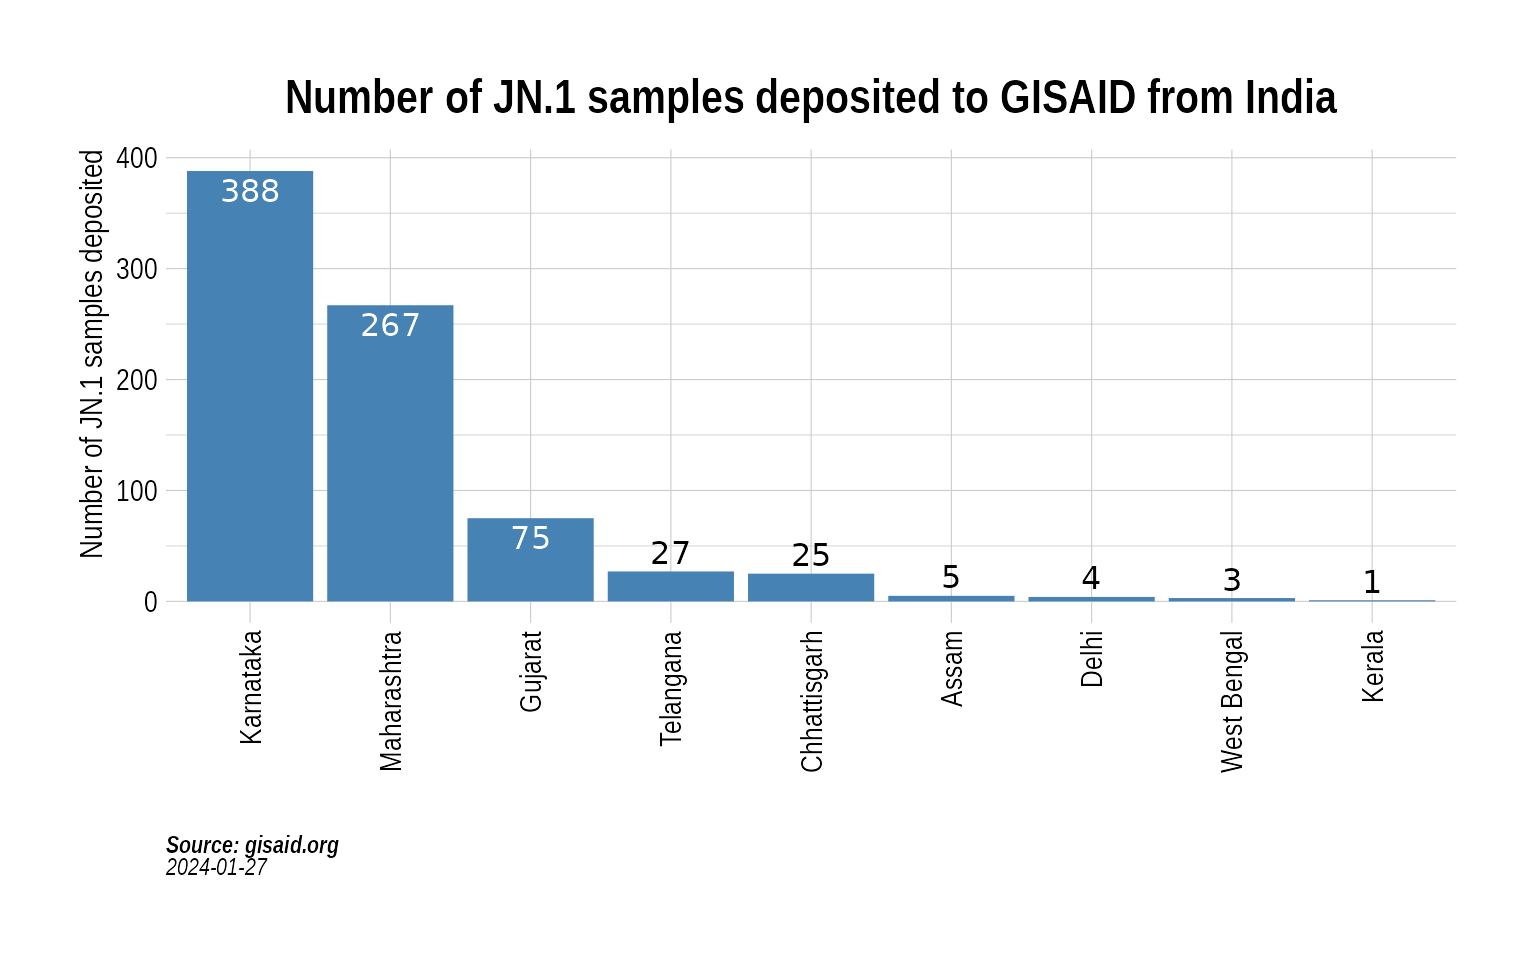 Number of JN.1 samples deposited to GISAID from India
Number of JN.1 samples deposited
400
300
200
100
0
388
267
75
27
25
5
4
3
1
Karnataka
Maharashtra
Gujarat
Telangana
Chhattisgarh
Assam
Delhi
West Bengal
Kerala
Source: gisaid.org
2024-01-27